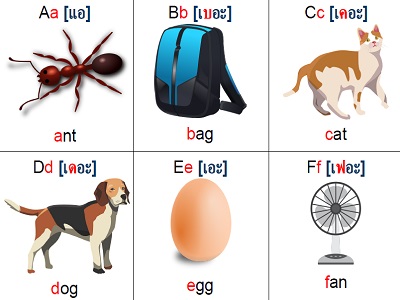 Aa [แอ]
ant
Bb [เบอะ]
bag
Cc [เคอะ]
cat
Dd [เดอะ]
dog
Ee [เอะ]
egg
Ff [เฟอะ]
fan